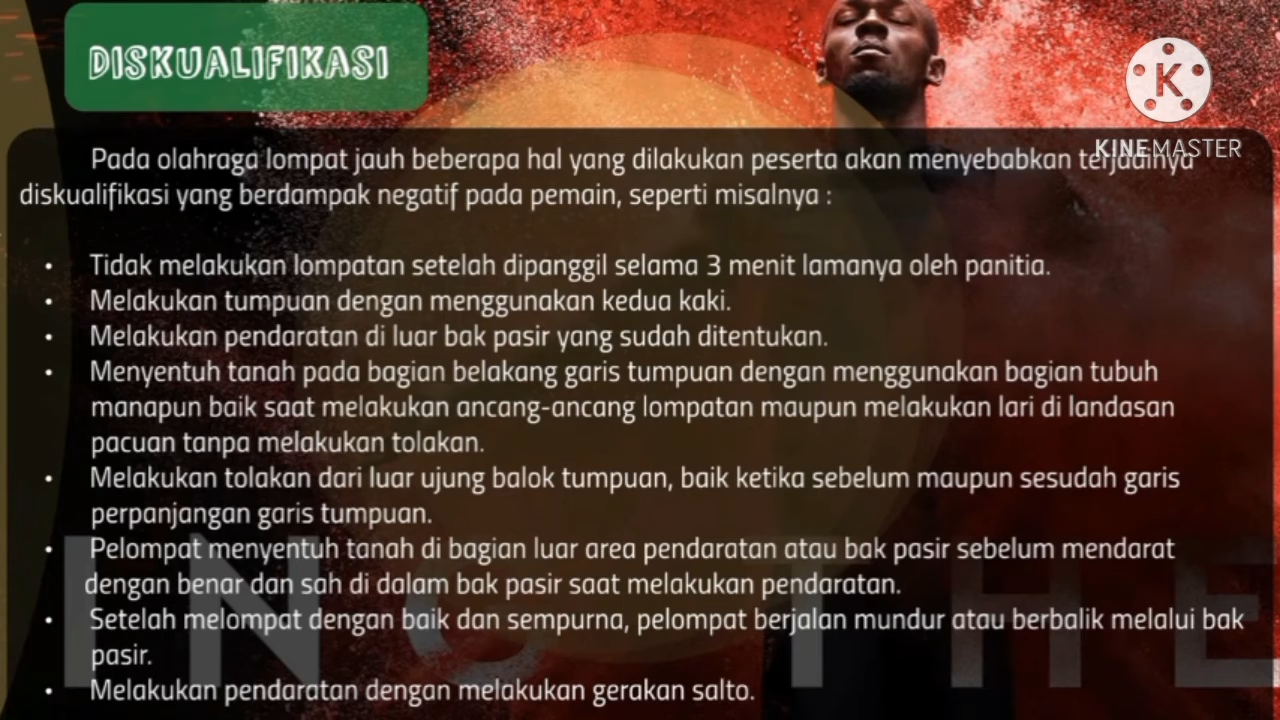 DISKUALIFIKASI
K
KINEMASTER
Pada olahraga lompat jauh beberapa hal yang dilakukan peserta akan menyebabkan terjadinya
diskualifikasi yang berdampak negatif pada pemain, seperti misalnya :
• Tidak melakukan lompatan setelah dipanggil selama 3 menit lamanya oleh panitia.
• Melakukan tumpuan dengan menggunakan kedua kaki.
• Melakukan pendaratan di luar bak pasir yang sudah ditentukan.
• Menyentuh tanah pada bagian belakang garis tumpuan dengan menggunakan bagian tubuh
manapun baik saat melakukan ancang-ancang lompatan maupun melakukan lari di landasan
pacuan tanpa melakukan tolakan.
• Melakukan tolakan dari luar ujung balok tumpuan, baik ketika sebelum maupun sesudah garis
perpanjangan garis tumpuan.
• Pelompat menyentuh tanah di bagian luar area pendaratan atau bak pasir sebelum mendarat
dengan benar dan sah di dalam bak pasir saat melakukan pendaratan.
• Setelah melompat dengan baik dan sempurna, pelompat berjalan mundur atau berbalik melalui bak
pasir.
• Melakukan pendaratan dengan melakukan gerakan salto.